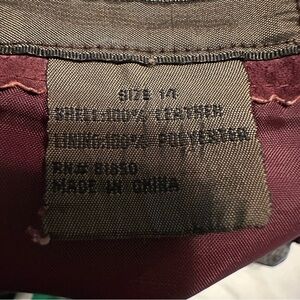 SIZE 14
SHELL:100% LEATHER
LINING:100% POLYESTER
RN# 81850
MADE IN CHINA